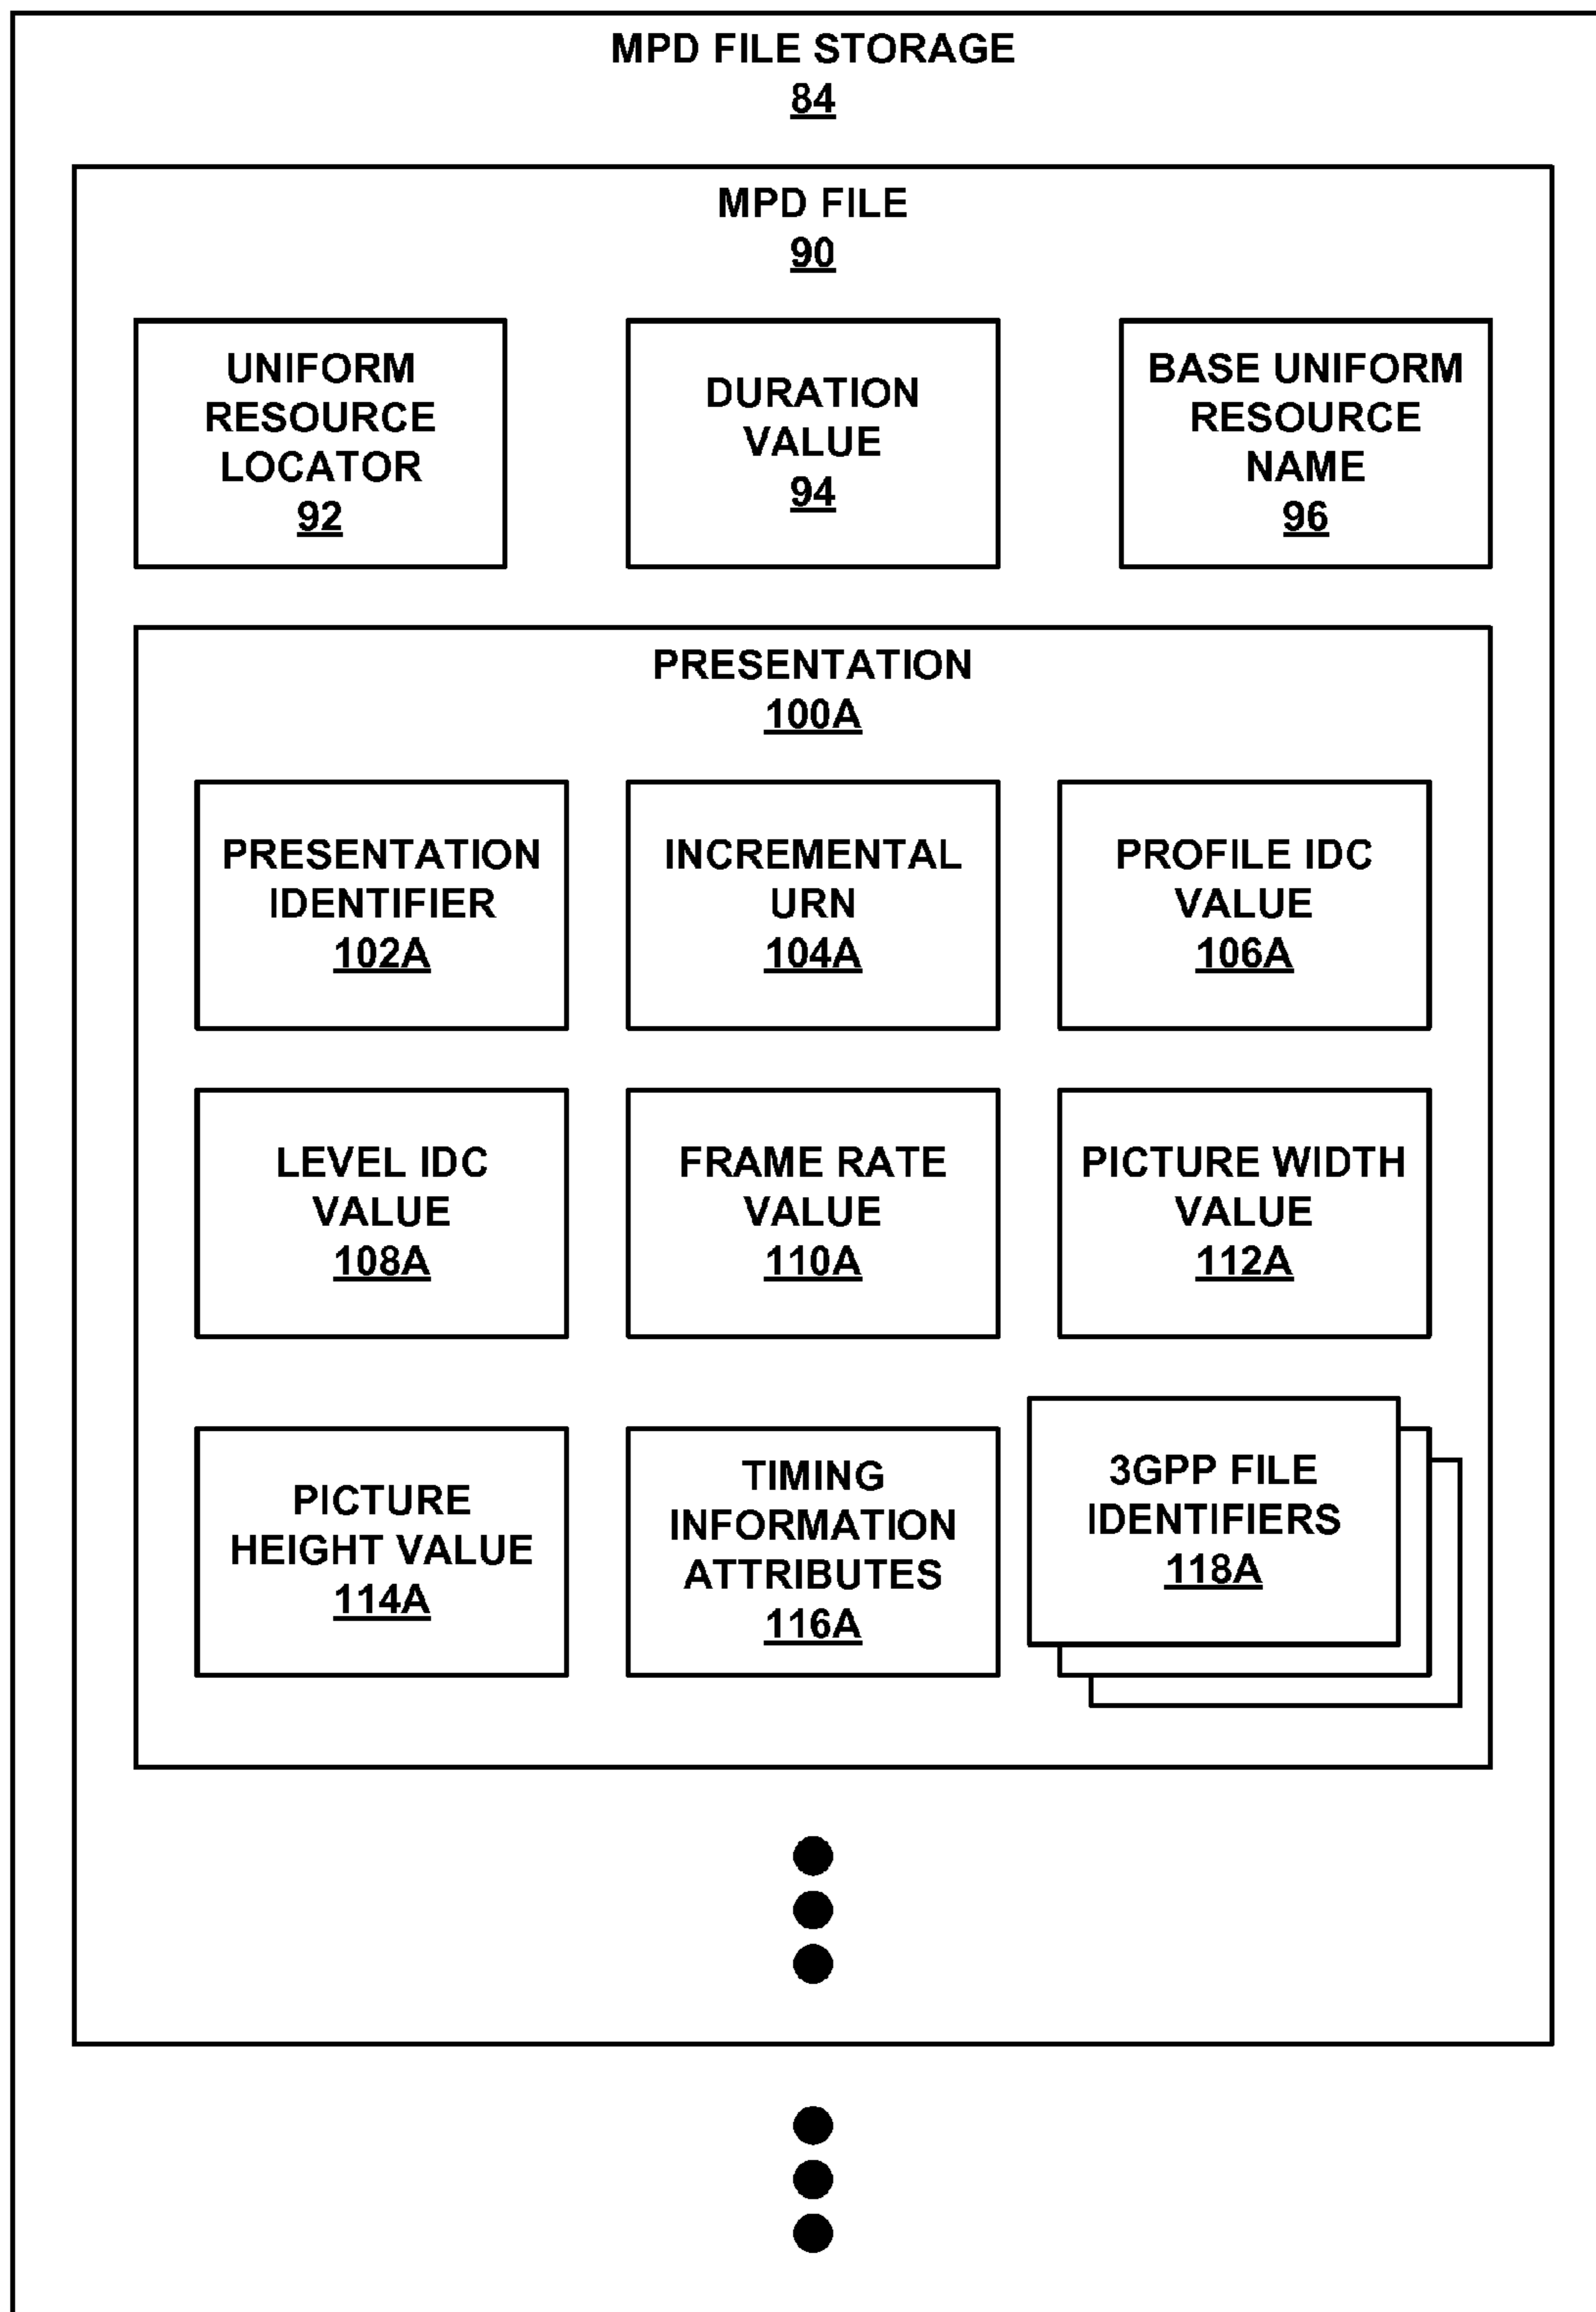 MPD FILE STORAGE
84
MPD FILE
90
UNIFORM
RESOURCE
LOCATOR
92
DURATION
VALUE
94
BASE UNIFORM
RESOURCE
NAME
96
PRESENTATION
100A
PRESENTATION
IDENTIFIER
102A
INCREMENTAL
URN
104A
PROFILE IDC
VALUE
106A
LEVEL IDC
VALUE
108A
FRAME RATE
VALUE
110A
PICTURE WIDTH
VALUE
112A
PICTURE
HEIGHT VALUE
114A
TIMING
INFORMATION
ATTRIBUTES
116A
3GPP FILE
IDENTIFIERS
118A